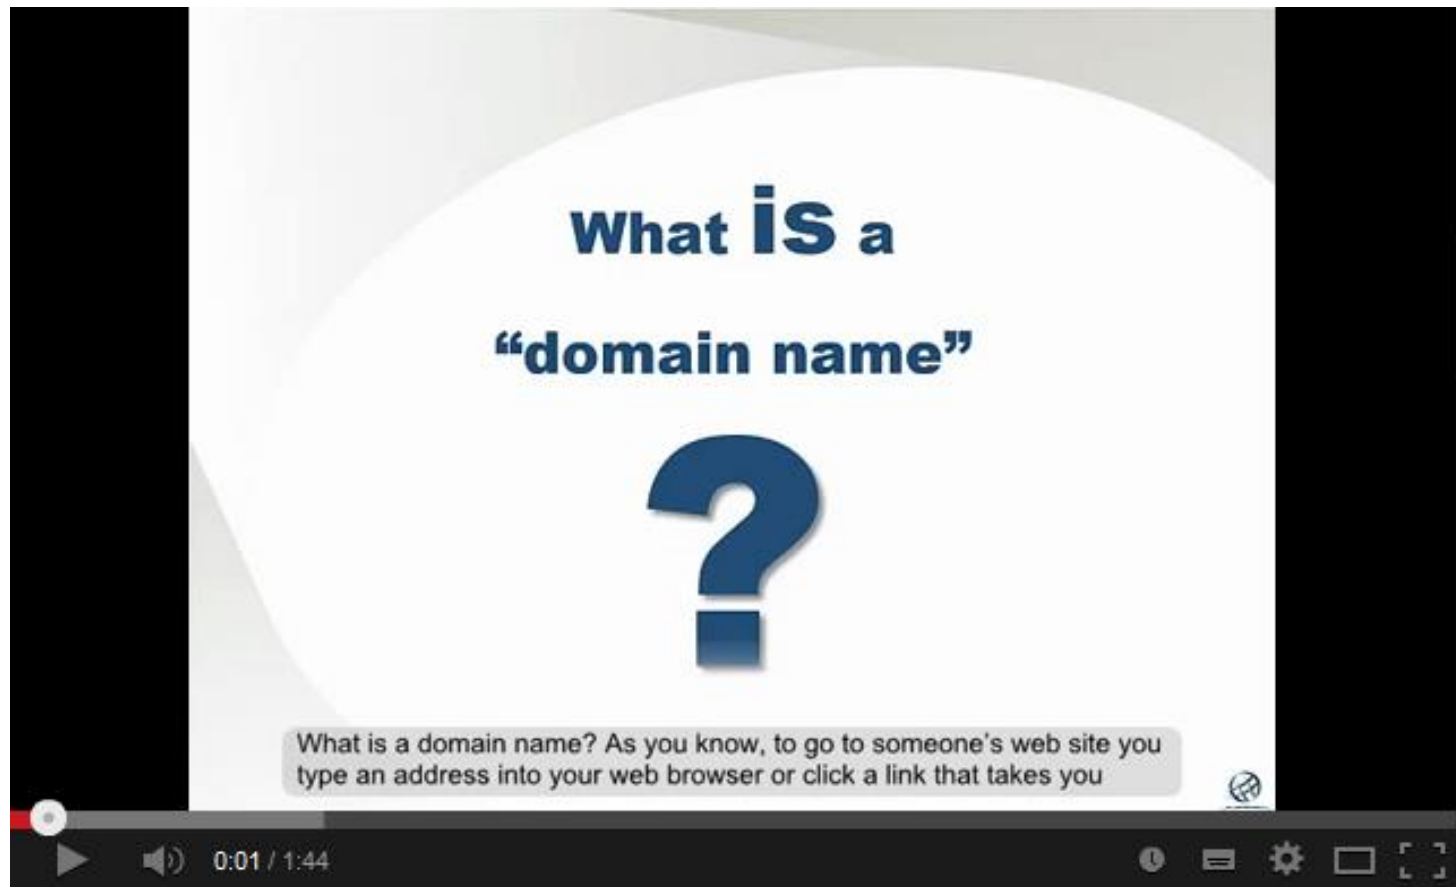 What is a
“domain name”
?
What is a domain name? As you know, to go to someone’s web site you
type an address into your web browser or click a link that takes you
0:01 / 1:44